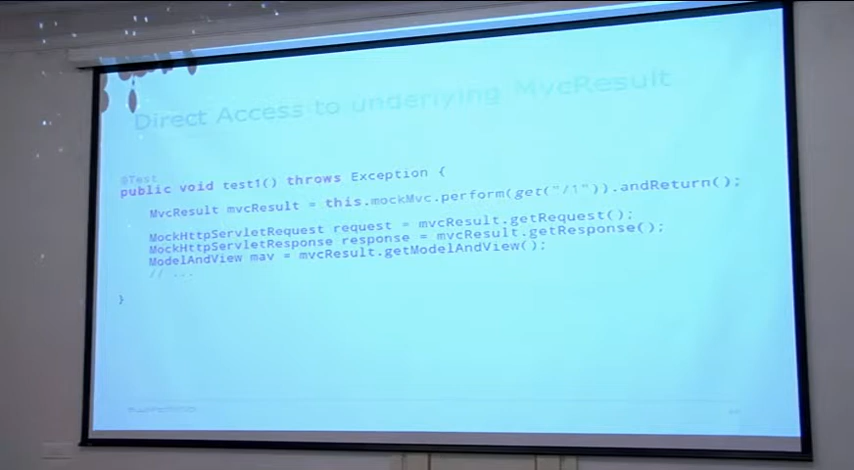 Direct Access to underlying MvcResult
@Test
public void test1() throws Exception {
MvcResult mvcResult = this.mockMvc.perform(get("/1")).andReturn();
MockHttpServletRequest request = mvcResult.getRequest();
MockHttpServletResponse response = mvcResult.getResponse();
ModelAndView mav = mvcResult.getModelAndView();
// ...
}